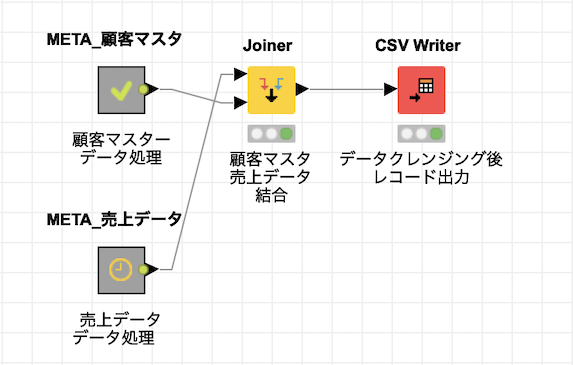 META_顧客マスタ
顧客マスター
データ処理
Joiner
顧客マスタ
売上データ
結合
CSV Writer
データクレンジング後
レコード出力
META_売上データ
売上データ
データ処理